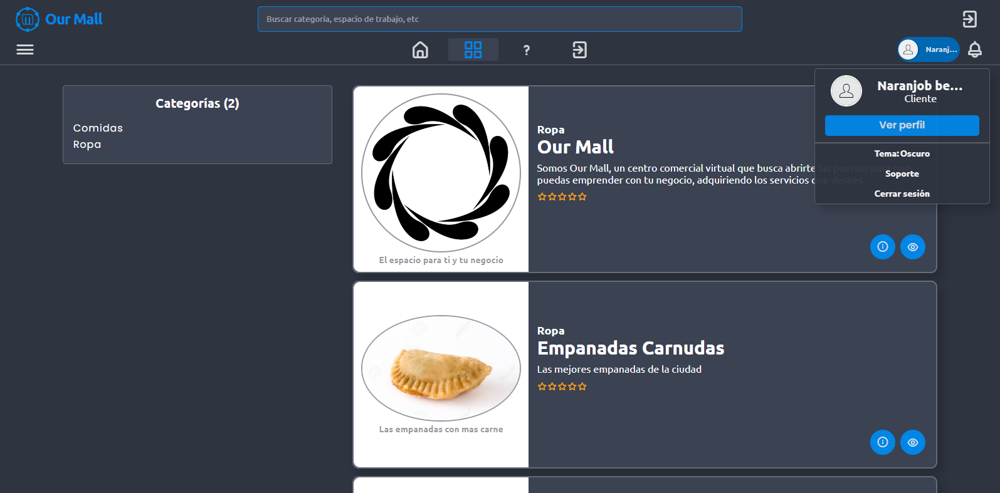 Our Mall
Buscar categoría, espacio de trabajo, etc
?
Naranj...
Naranjob be...
Cliente
Ver perfil
Tema: Oscuro
Soporte
Cerrar sesión
Categorías (2)
Comidas
Ropa
El espacio para ti y tu negocio
Ropa
Our Mall
Somos Our Mall, un centro comercial virtual que busca abrirte las puertas para que
puedas emprender con tu negocio, adquiriendo los servicios que desees.
Las empanadas con mas carne
Ropa
Empanadas Carnudas
Las mejores empanadas de la ciudad